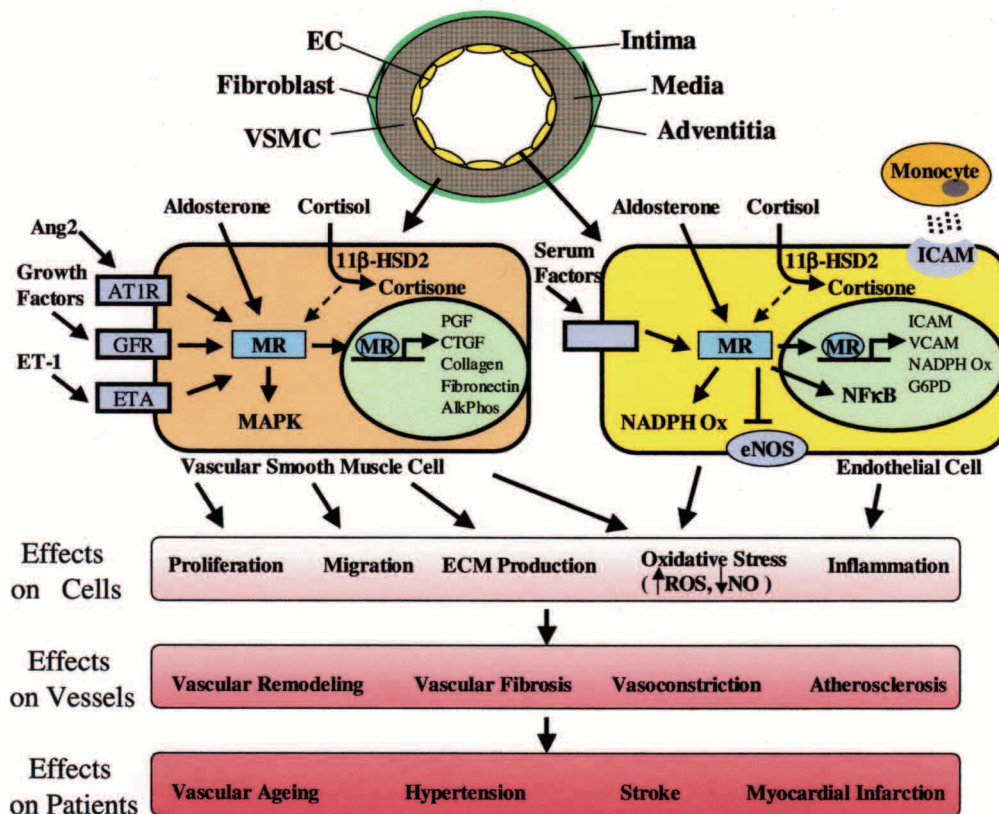 EC
Fibroblast
VSMC
Intima
Media
Adventitia
Monocyte
ICAM
Ang2
Growth
Factors
ET-1
Aldosterone
Cortisol
11β-HSD2
Cortisone
AT1R
GFR
ETA
MR
MAPK
MR
PGF
CTGF
Collagen
Fibronectin
AlkPhos
Vascular Smooth Muscle Cell
Serum
Factors
Aldosterone
Cortisol
11β-HSD2
Cortisone
MR
NADPH Ox
eNOS
MR
NFκB
ICAM
VCAM
NADPH Ox
G6PD
Endothelial Cell
Effects
on Cells
Proliferation
Migration
ECM Production
Oxidative Stress
(↑ROS,↓NO )
Inflammation
Effects
on Vessels
Vascular Remodeling
Vascular Fibrosis
Vasoconstriction
Atherosclerosis
Effects
on Patients
Vascular Ageing
Hypertension
Stroke
Myocardial Infarction